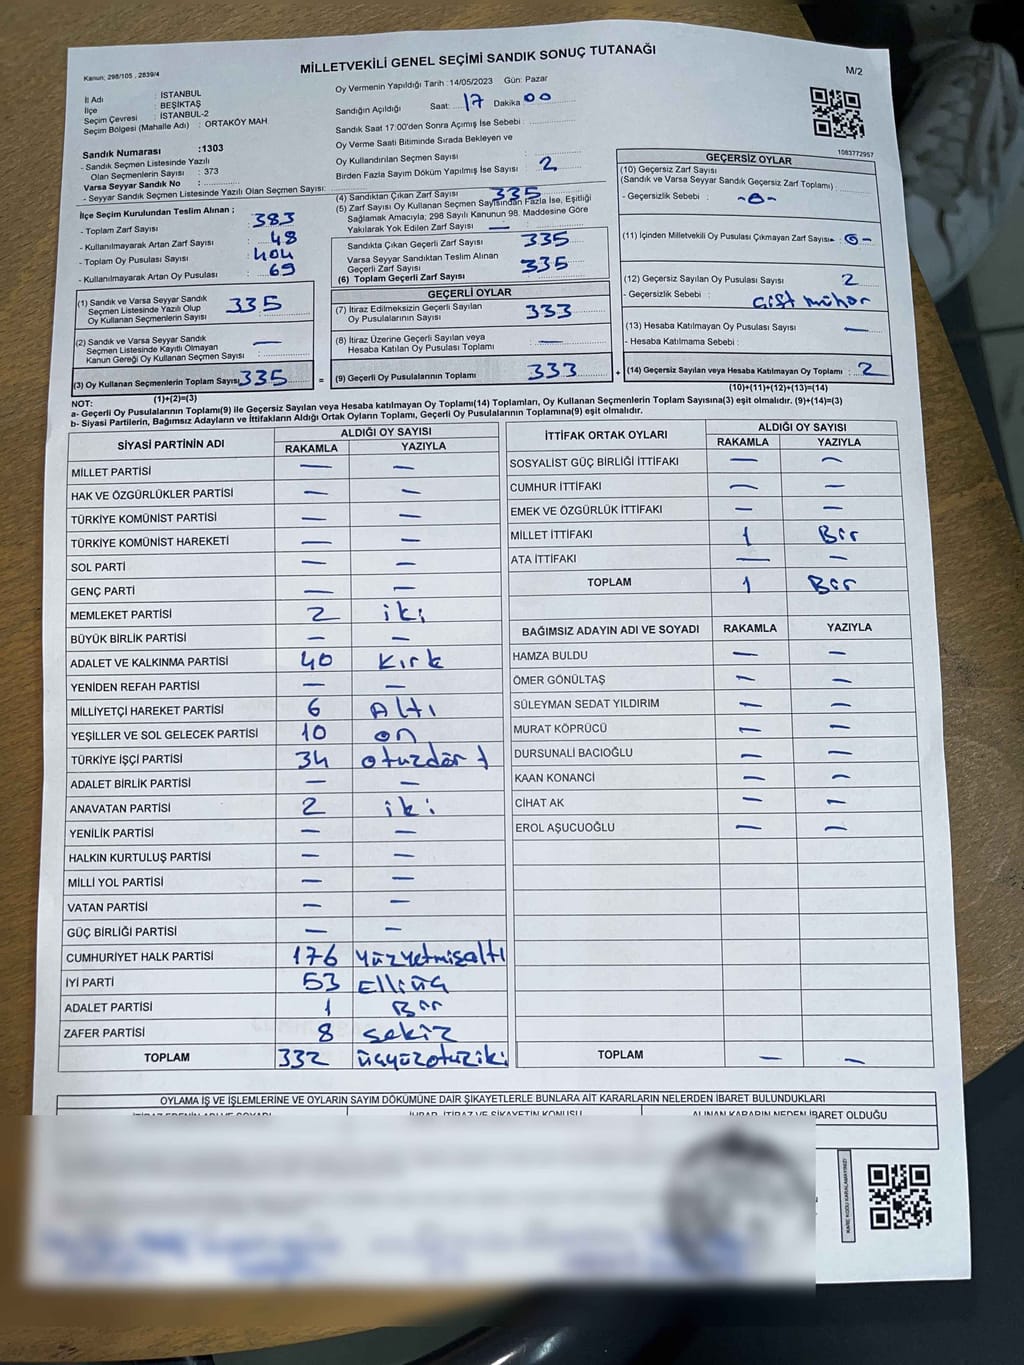 MİLLETVEKİLİ GENEL SEÇİMİ SANDIK SONUÇ TUTANAĞI
Kanun; 298/105 , 2839/4
M/2
İl Adı : İSTANBUL
İlçe : BEŞİKTAŞ
Seçim Çevresi : İSTANBUL-2
Seçim Bölgesi (Mahalle Adı) : ORTAKÖY MAH
Sandık Numarası :1303
- Sandık Seçmen Listesinde Yazılı
Olan Seçmenlerin Sayısı : 373
Varsa Seyyar Sandık No :
- Seyyar Sandık Seçmen Listesinde Yazılı Olan Seçmen Sayısı:
Oy Vermenin Yapıldığı Tarih : 14/05/2023 Gün: Pazar
Sandığın Açıldığı Saat: 17 Dakika 00
Sandık Saat 17:00'den Sonra Açımış İse Sebebi :
Oy Verme Saati Bitiminde Sırada Bekleyen ve
Oy Kullandırılan Seçmen Sayısı :
Birden Fazla Sayım Döküm Yapılmış İse Sayısı : 2
1083772957
İlçe Seçim Kurulundan Teslim Alınan ;
- Toplam Zarf Sayısı : 383
- Kullanılmayarak Artan Zarf Sayısı : 48
- Toplam Oy Pusulası Sayısı : 404
- Kullanılmayarak Artan Oy Pusulası : 69
(1) Sandık ve Varsa Seyyar Sandık
Seçmen Listesinde Yazılı Olup
Oy Kullanan Seçmenlerin Sayısı : 335
(2) Sandık ve Varsa Seyyar Sandık
Seçmen Listesinde Kayıtlı Olmayan
Kanun Gereği Oy Kullanan Seçmen Sayısı : —
(3) Oy Kullanan Seçmenlerin Toplam Sayısı: 335
(1)+(2)=(3)
(4) Sandıktan Çıkan Zarf Sayısı : 335
(5) Zarf Sayısı Oy Kullanan Seçmen Sayısından Fazla İse, Eşitliği
Sağlamak Amacıyla; 298 Sayılı Kanunun 98. Maddesine Göre
Yakılarak Yok Edilen Zarf Sayısı : —
Sandıkta Çıkan Geçerli Zarf Sayısı : 335
Varsa Seyyar Sandıktan Teslim Alınan
Geçerli Zarf Sayısı : 335
(6) Toplam Geçerli Zarf Sayısı :
GEÇERLİ OYLAR
(7) İtiraz Edilmeksizin Geçerli Sayılan
Oy Pusulalarının Sayısı : 333
(8) İtiraz Üzerine Geçerli Sayılan veya
Hesaba Katılan Oy Pusulası Toplamı : —
= (9) Geçerli Oy Pusulalarının Toplamı : 333
GEÇERSİZ OYLAR
(10) Geçersiz Zarf Sayısı
(Sandık ve Varsa Seyyar Sandık Geçersiz Zarf Toplamı) :
- Geçersizlik Sebebi : -0-
(11) İçinden Milletvekili Oy Pusulası Çıkmayan Zarf Sayısı : 0-
(12) Geçersiz Sayılan Oy Pusulası Sayısı : 2
- Geçersizlik Sebebi : Çift mühür
(13) Hesaba Katılmayan Oy Pusulası Sayısı : —
- Hesaba Katılmama Sebebi :
+ (14) Geçersiz Sayılan veya Hesaba Katılmayan Oy Toplamı : 2
(10)+(11)+(12)+(13)=(14)
NOT:
a- Geçerli Oy Pusulalarının Toplamı(9) ile Geçersiz Sayılan veya Hesaba katılmayan Oy Toplamı(14) Toplamları, Oy Kullanan Seçmenlerin Toplam Sayısına(3) eşit olmalıdır. (9)+(14)=(3)
b- Siyasi Partilerin, Bağımsız Adayların ve İttifakların Aldığı Ortak Oyların Toplamı, Geçerli Oy Pusulalarının Toplamına(9) eşit olmalıdır.
SİYASİ PARTİNİN ADI ALDIĞI OY SAYISI
RAKAMLA YAZIYLA
MİLLET PARTİSİ — —
HAK VE ÖZGÜRLÜKLER PARTİSİ — —
TÜRKİYE KOMÜNİST PARTİSİ — —
TÜRKİYE KOMÜNİST HAREKETİ — —
SOL PARTİ — —
GENÇ PARTİ — —
MEMLEKET PARTİSİ 2 iki
BÜYÜK BİRLİK PARTİSİ — —
ADALET VE KALKINMA PARTİSİ 40 Kırk
YENİDEN REFAH PARTİSİ — —
MİLLİYETÇİ HAREKET PARTİSİ 6 Altı
YEŞİLLER VE SOL GELECEK PARTİSİ 10 on
TÜRKİYE İŞÇİ PARTİSİ 34 otuzdört
ADALET BİRLİK PARTİSİ — —
ANAVATAN PARTİSİ 2 iki
YENİLİK PARTİSİ — —
HALKIN KURTULUŞ PARTİSİ — —
MİLLİ YOL PARTİSİ — —
VATAN PARTİSİ — —
GÜÇ BİRLİĞİ PARTİSİ — —
CUMHURİYET HALK PARTİSİ 176 yüzyetmişaltı
İYİ PARTİ 53 Elliüç
ADALET PARTİSİ 1 Bir
ZAFER PARTİSİ 8 sekiz
TOPLAM 332 üçyüzotuziki
İTTİFAK ORTAK OYLARI ALDIĞI OY SAYISI
RAKAMLA YAZIYLA
SOSYALİST GÜÇ BİRLİĞİ İTTİFAKI — —
CUMHUR İTTİFAKI — —
EMEK VE ÖZGÜRLÜK İTTİFAKI — —
MİLLET İTTİFAKI 1 Bir
ATA İTTİFAKI — —
TOPLAM 1 Bir
BAĞIMSIZ ADAYIN ADI VE SOYADI RAKAMLA YAZIYLA
HAMZA BULDU — —
ÖMER GÖNÜLTAŞ — —
SÜLEYMAN SEDAT YILDIRIM — —
MURAT KÖPRÜCÜ — —
DURSUNALİ BACIOĞLU — —
KAAN KONANCİ — —
CİHAT AK — —
EROL AŞUCUOĞLU — —
TOPLAM — —
OYLAMA İŞ VE İŞLEMLERİNE VE OYLARIN SAYIM DÖKÜMÜNE DAİR ŞİKAYETLERLE BUNLARA AİT KARARLARIN NELERDEN İBARET BULUNDUKLARI
İTİRAZ EDENİN ADI VE SOYADI
İHBAR, İTİRAZ VE ŞİKAYETİN KONUSU
ALINAN KARARIN NEDEN İBARET OLDUĞU
KARE KODU KARALAMAYINIZ!